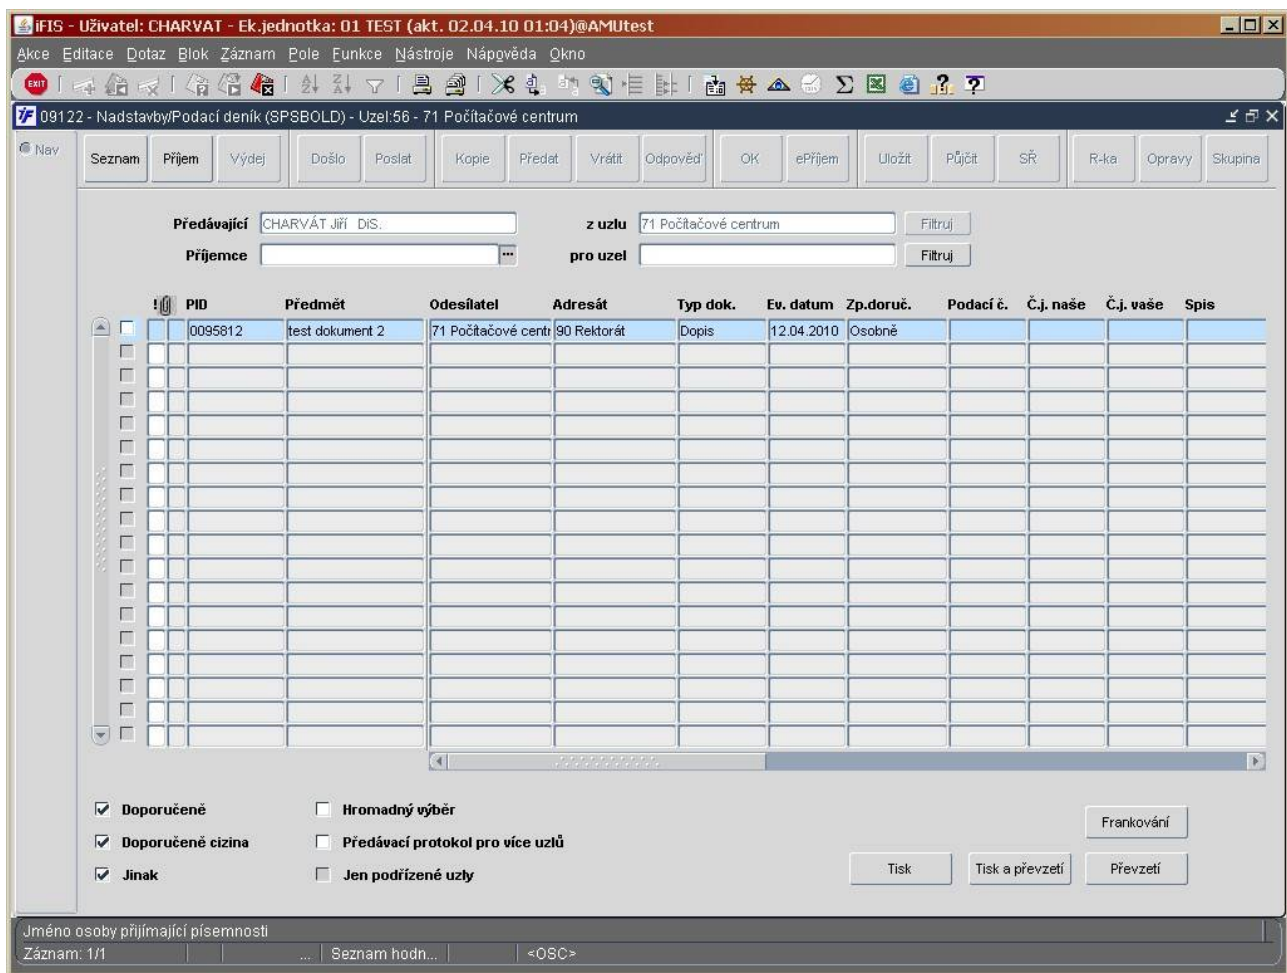 iFIS - Uživatel: CHARVAT - Ek.jednotka: 01 TEST (akt. 02.04.10 01:04)@AMUtest
Akce Editace Dotaz Blok Záznam Pole Funkce Nástroje Nápověda Okno
EXIT
09122 - Nadstavby/Podací deník (SPSBOLD) - Uzel:56 - 71 Počítačové centrum
Nav
Seznam Příjem Výdej Došlo Poslat Kopie Předat Vrátit Odpověď OK ePříjem Uložit Půjčit SŘ R-ka Opravy Skupina
Předávající CHARVÁT Jiří DiS. z uzlu 71 Počítačové centrum Filtruj
Příjemce ... pro uzel Filtruj
! PID Předmět Odesílatel Adresát Typ dok. Ev. datum Zp.doruč. Podací č. Č.j. naše Č.j. vaše Spis
0095812 test dokument 2 71 Počítačové centr 90 Rektorát Dopis 12.04.2010 Osobně
Doporučeně Hromadný výběr
Frankování
Doporučeně cizina Předávací protokol pro více uzlů
Jinak Jen podřízené uzly
Tisk Tisk a převzetí Převzetí
Jméno osoby přijímající písemnosti
Záznam: 1/1 ... Seznam hodn... <OSC>